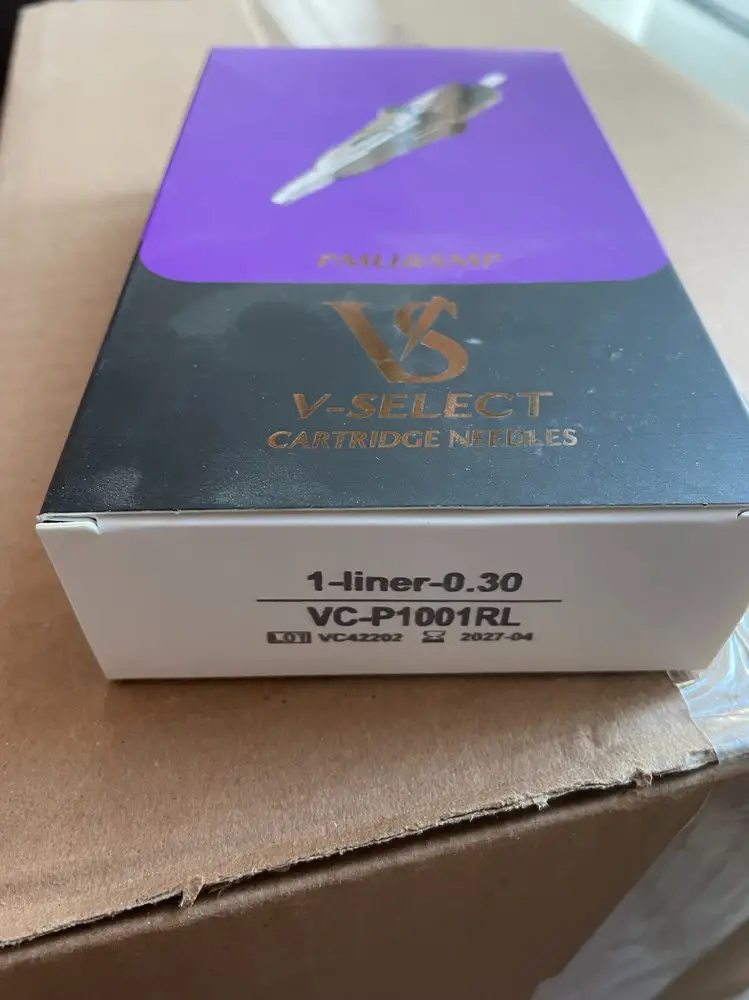 PMU&SMP
VS
V-SELECT
CARTRIDGE NEEDLES
1-liner-0.30
VC-P1001RL
LOT VC42202 2027-04